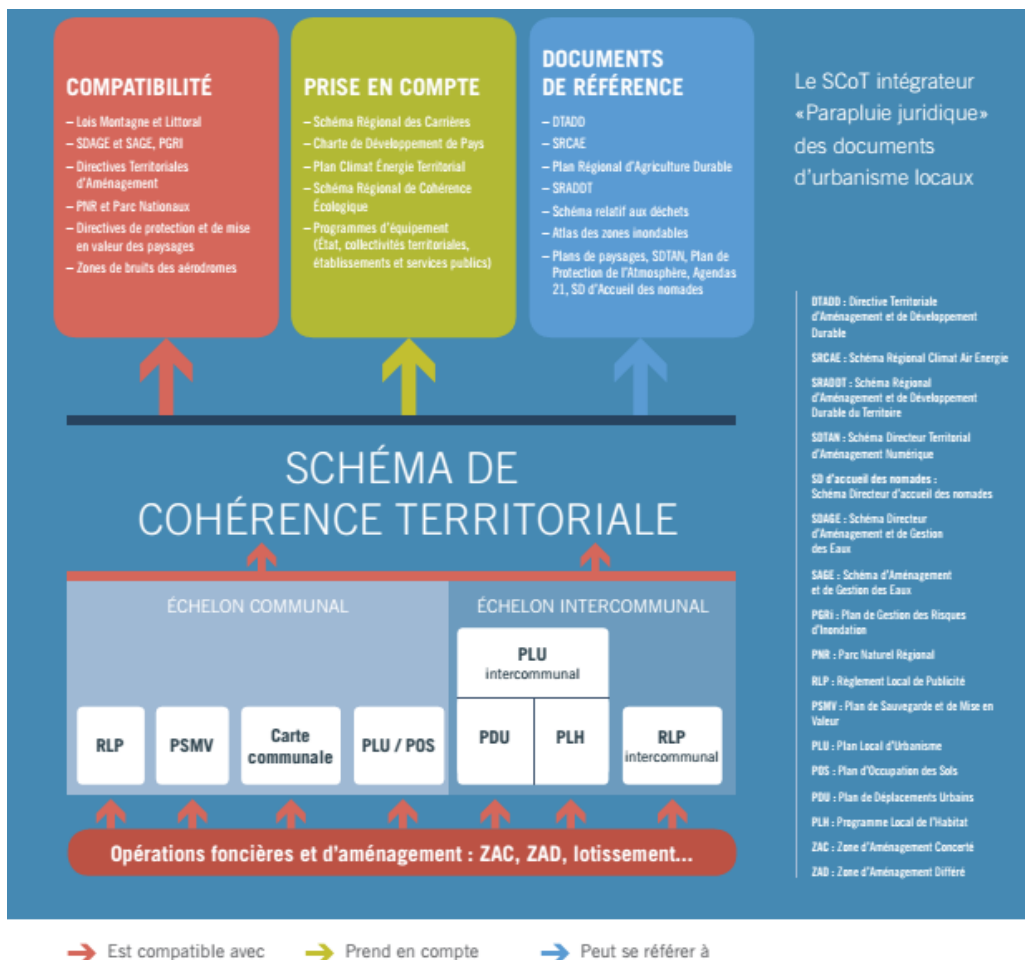 COMPATIBILITÉ
– Lois Montagne et Littoral
– SDAGE et SAGE, PGRI
– Directives Territoriales
d'Aménagement
– PNR et Parc Nationaux
– Directives de protection et de mise
en valeur des paysages
– Zones de bruits des aérodromes
PRISE EN COMPTE
– Schéma Régional des Carrières
– Charte de Développement de Pays
– Plan Climat Énergie Territorial
– Schéma Régional de Cohérence
Écologique
– Programmes d'équipement
(État, collectivités territoriales,
établissements et services publics)
DOCUMENTS
DE RÉFÉRENCE
– DTADD
– SRCAE
– Plan Régional d'Agriculture Durable
– SRADDT
– Schéma relatif aux déchets
– Atlas des zones inondables
– Plans de paysages, SDTAN, Plan de
Protection de l'Atmosphère, Agendas
21, SD d'Accueil des nomades
Le SCoT intégrateur
«Parapluie juridique»
des documents
d'urbanisme locaux
SCHÉMA DE
COHÉRENCE TERRITORIALE
ÉCHELON COMMUNAL
ÉCHELON INTERCOMMUNAL
PLU
intercommunal
RLP
PSMV
Carte
communale
PLU / POS
PDU
PLH
RLP
intercommunal
Opérations foncières et d'aménagement : ZAC, ZAD, lotissement...
DTADD : Directive Territoriale
d'Aménagement et de Développement
Durable
SRCAE : Schéma Régional Climat Air Energie
SRADDT : Schéma Régional
d'Aménagement et de Développement
Durable du Territoire
SDTAN : Schéma Directeur Territorial
d'Aménagement Numérique
SD d'accueil des nomades :
Schéma Directeur d'accueil des nomades
SDAGE : Schéma Directeur
d'Aménagement et de Gestion
des Eaux
SAGE : Schéma d'Aménagement
et de Gestion des Eaux
PGRi : Plan de Gestion des Risques
d'Inondation
PNR : Parc Naturel Régional
RLP : Règlement Local de Publicité
PSMV : Plan de Sauvegarde et de Mise en
Valeur
PLU : Plan Local d'Urbanisme
POS : Plan d'Occupation des Sols
PDU : Plan de Déplacements Urbains
PLH : Programme Local de l'Habitat
ZAC : Zone d'Aménagement Concerté
ZAD : Zone d'Aménagement Différé
Est compatible avec
Prend en compte
Peut se référer à